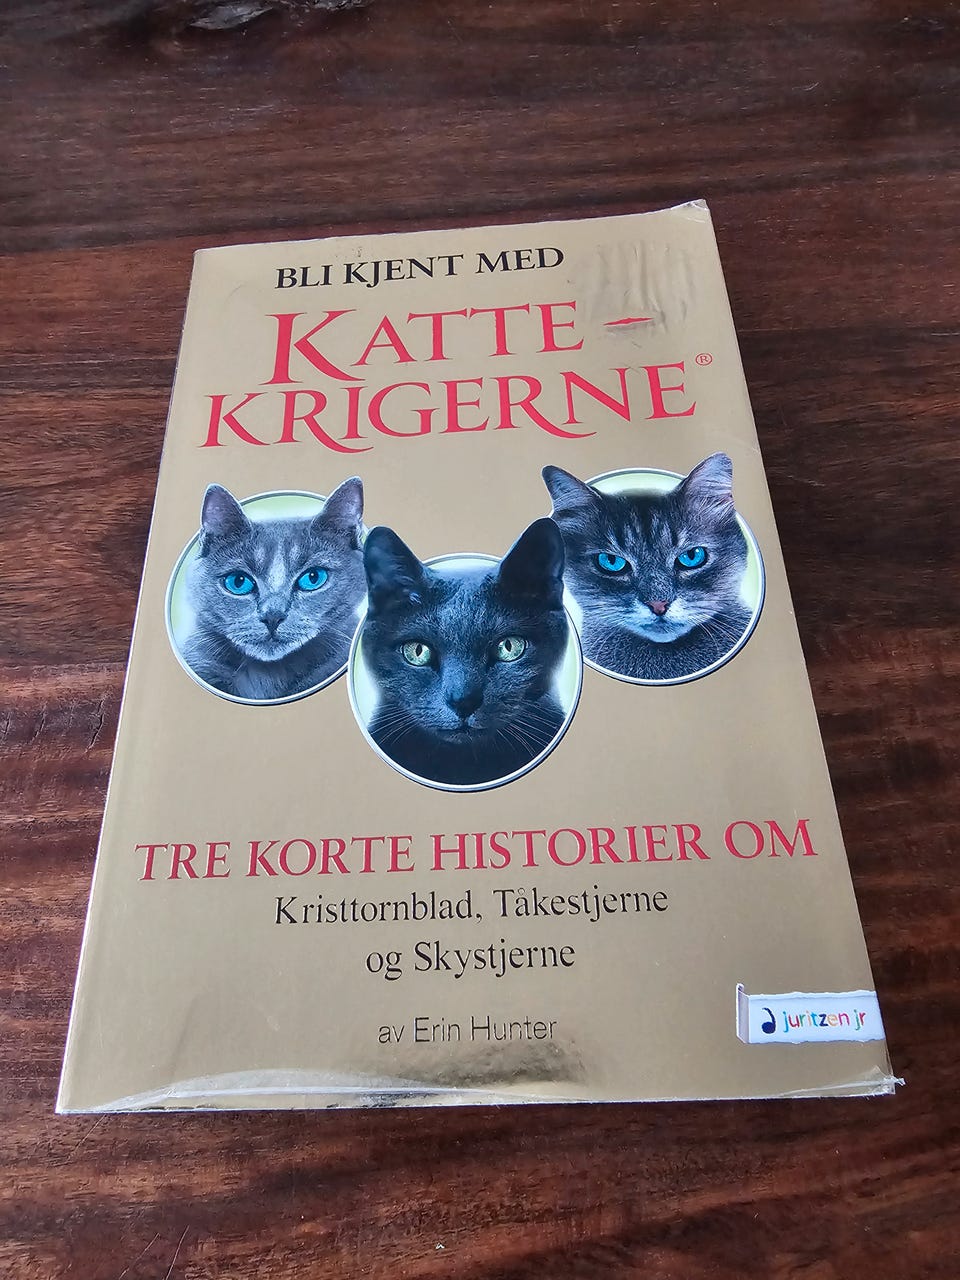 BLI KJENT MED
KATTE-
KRIGERNE®
TRE KORTE HISTORIER OM
Kristtornblad, Tåkestjerne
og Skystjerne
av Erin Hunter
juritzen jr